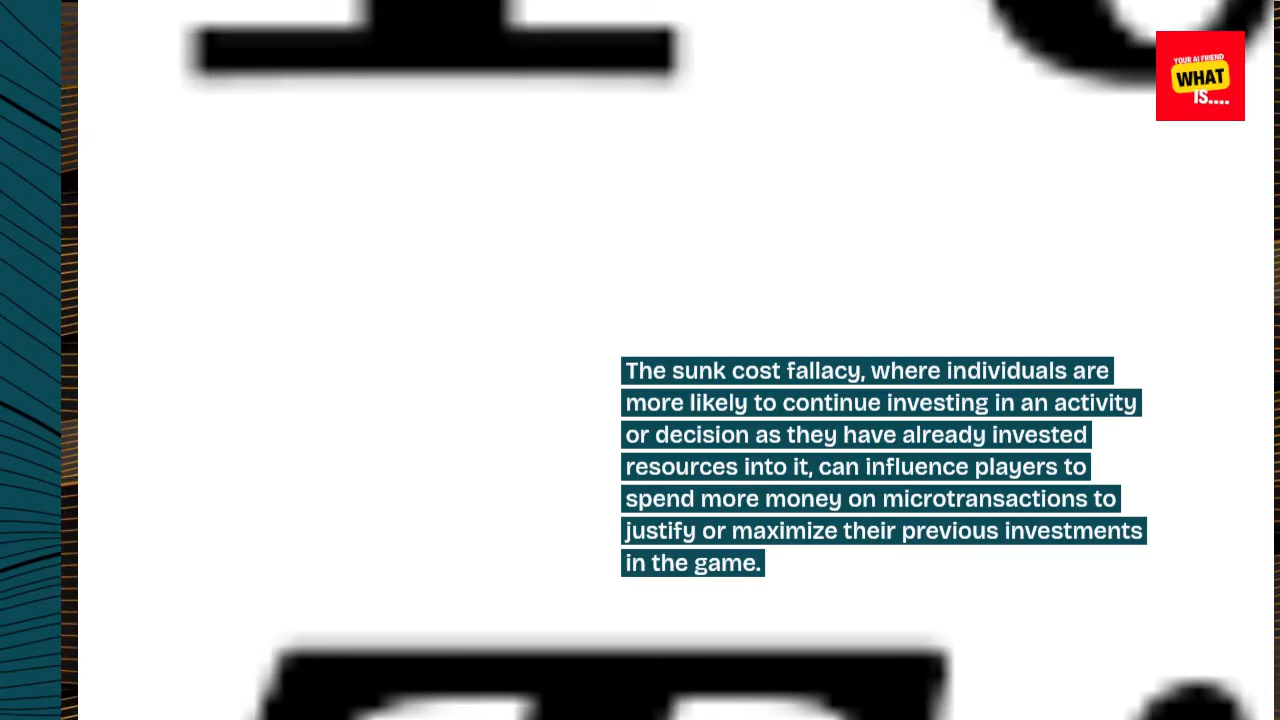 YOUR AI FRIEND
WHAT
IS....
The sunk cost fallacy, where individuals are
more likely to continue investing in an activity
or decision as they have already invested
resources into it, can influence players to
spend more money on microtransactions to
justify or maximize their previous investments
in the game.